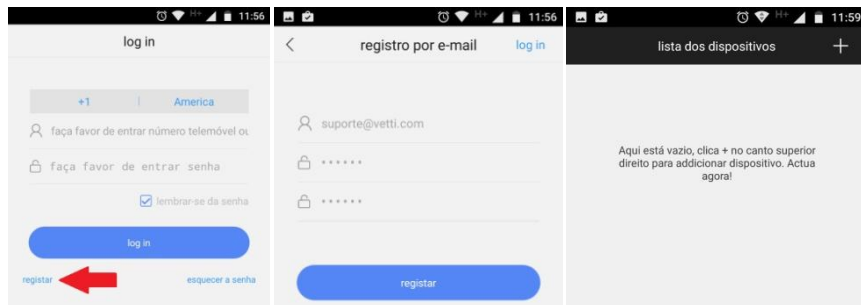 H+ 11:56
log in
+1 America
faça favor de entrar número telemóvel ou
faça favor de entrar senha
lembrar-se da senha
log in
registar
esquecer a senha
H+ 11:56
registro por e-mail
log in
suporte@vetti.com
registar
H+ 11:59
lista dos dispositivos
Aqui está vazio, clica + no canto superior
direito para addicionar dispositivo. Actua
agora!